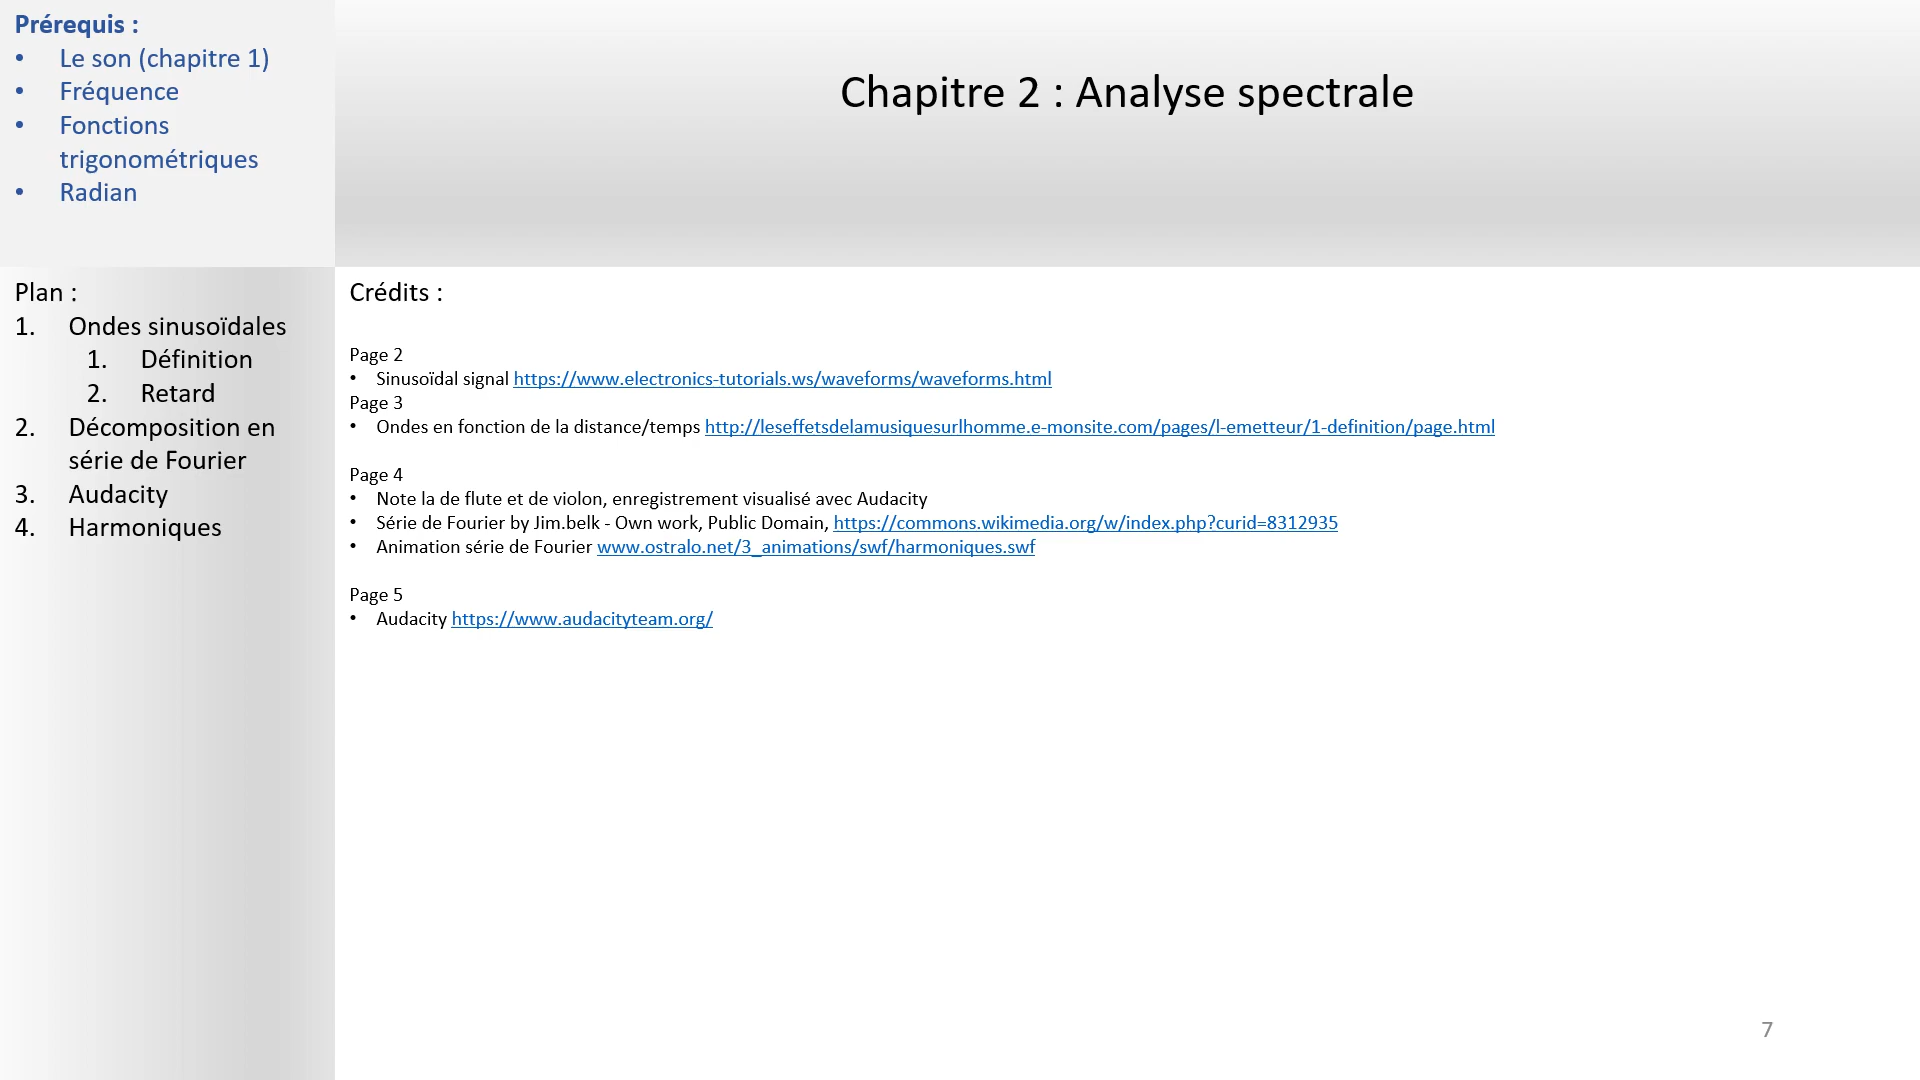 Prérequis :
• Le son (chapitre 1)
• Fréquence
• Fonctions
trigonométriques
• Radian
Chapitre 2 : Analyse spectrale
Plan :
1. Ondes sinusoïdales
1. Définition
2. Retard
2. Décomposition en
série de Fourier
3. Audacity
4. Harmoniques
Crédits :
Page 2
• Sinusoïdal signal https://www.electronics-tutorials.ws/waveforms/waveforms.html
Page 3
• Ondes en fonction de la distance/temps http://leseffetsdelamusiquesurlhomme.e-monsite.com/pages/l-emetteur/1-definition/page.html
Page 4
• Note la de flute et de violon, enregistrement visualisé avec Audacity
• Série de Fourier by Jim.belk - Own work, Public Domain, https://commons.wikimedia.org/w/index.php?curid=8312935
• Animation série de Fourier www.ostralo.net/3_animations/swf/harmoniques.swf
Page 5
• Audacity https://www.audacityteam.org/
7